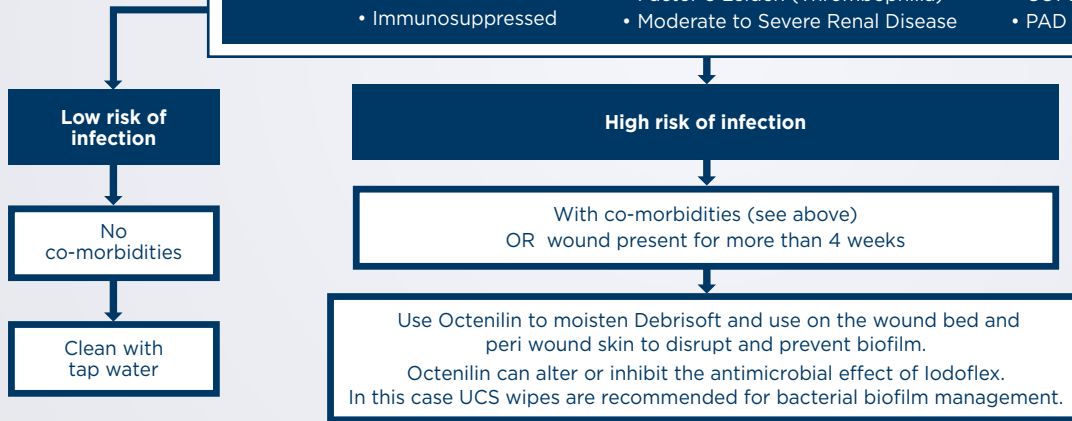 • Immunosuppressed
• Moderate to Severe Renal Disease
• PAD
Low risk of
infection
High risk of infection
No
co-morbidities
With co-morbidities (see above)
OR wound present for more than 4 weeks
Clean with
tap water
Use Octenilin to moisten Debrisoft and use on the wound bed and
peri wound skin to disrupt and prevent biofilm.
Octenilin can alter or inhibit the antimicrobial effect of Iodoflex.
In this case UCS wipes are recommended for bacterial biofilm management.